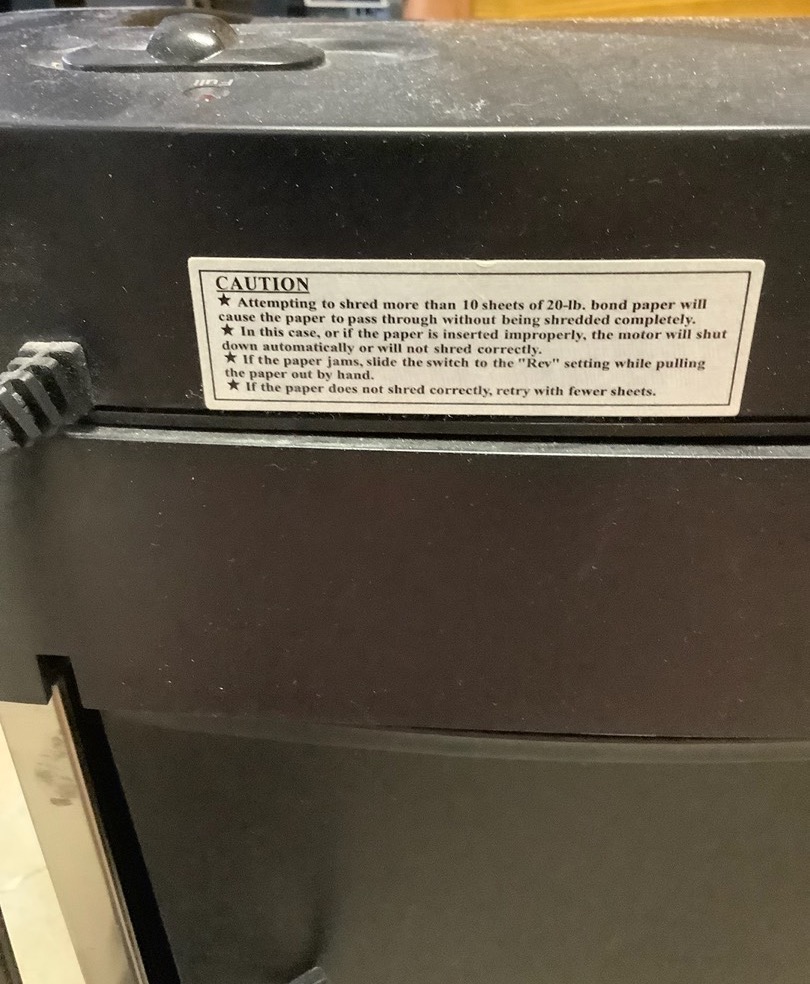 Full
CAUTION
★ Attempting to shred more than 10 sheets of 20-lb. bond paper will
cause the paper to pass through without being shredded completely.
★ In this case, or if the paper is inserted improperly, the motor will shut
down automatically or will not shred correctly.
★ If the paper jams, slide the switch to the "Rev" setting while pulling
the paper out by hand.
★ If the paper does not shred correctly, retry with fewer sheets.